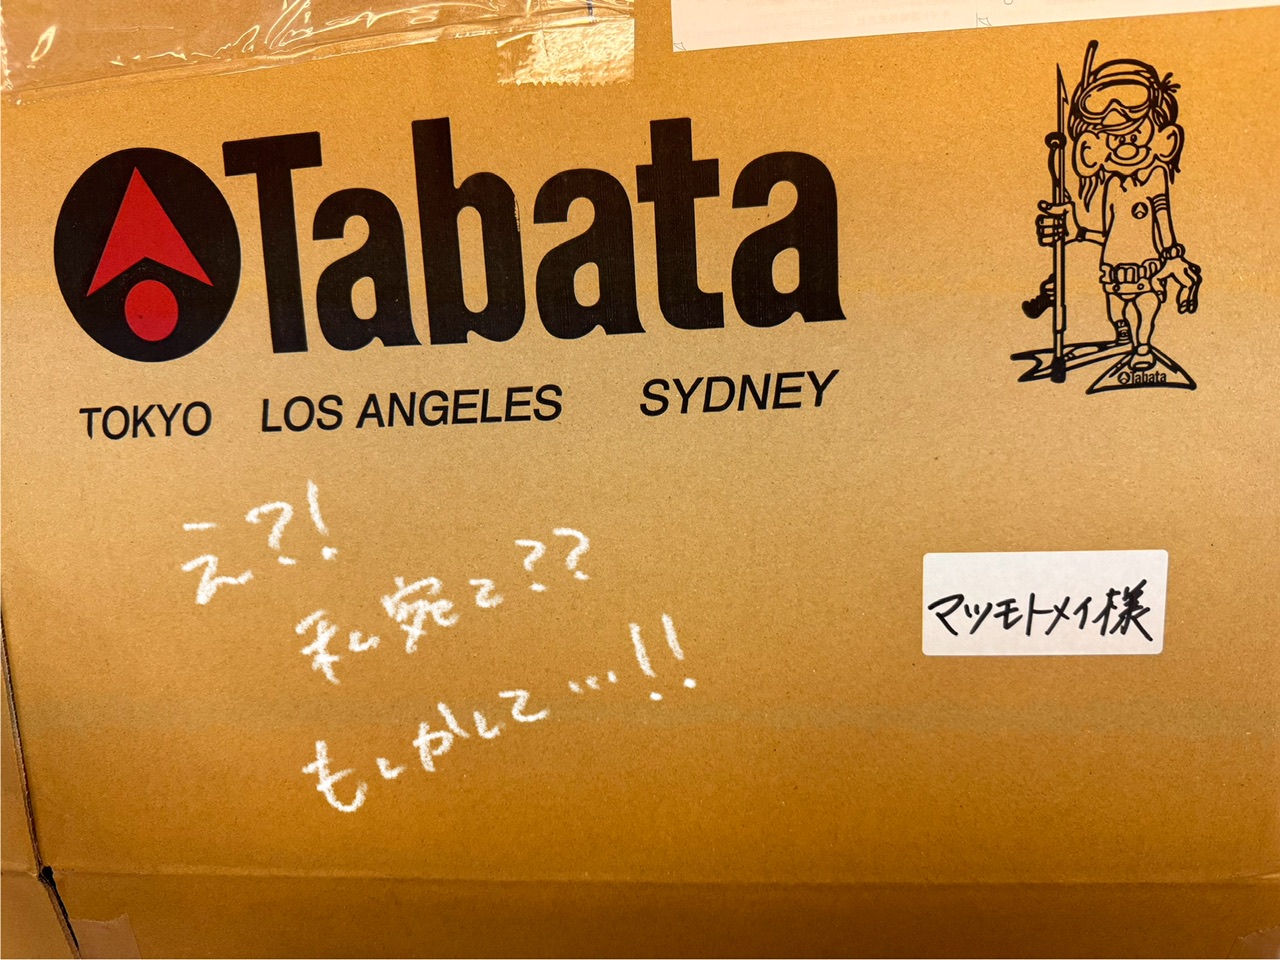 Tabata
TOKYO LOS ANGELES SYDNEY
Tabata
え?!
私宛て??
もしかして…!!
マツモトメイ様